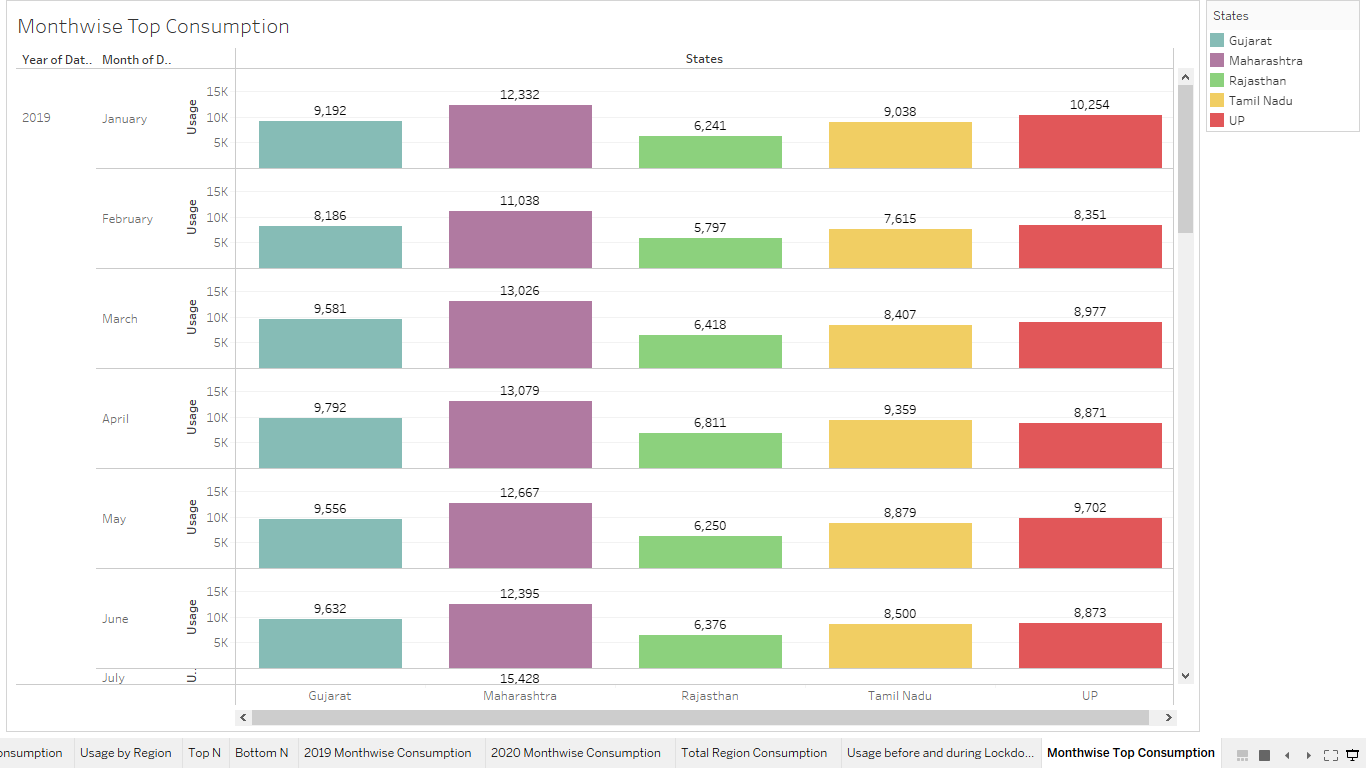 Monthwise Top Consumption
Year of Dat.. Month of D.. States
2019 January Usage 15K 10K 5K 9,192 12,332 6,241 9,038 10,254
February Usage 15K 10K 5K 8,186 11,038 5,797 7,615 8,351
March Usage 15K 10K 5K 9,581 13,026 6,418 8,407 8,977
April Usage 15K 10K 5K 9,792 13,079 6,811 9,359 8,871
May Usage 15K 10K 5K 9,556 12,667 6,250 8,879 9,702
June Usage 15K 10K 5K 9,632 12,395 6,376 8,500 8,873
July U.. 15,428
Gujarat Maharashtra Rajasthan Tamil Nadu UP
States
Gujarat
Maharashtra
Rajasthan
Tamil Nadu
UP
onsumption Usage by Region Top N Bottom N 2019 Monthwise Consumption 2020 Monthwise Consumption Total Region Consumption Usage before and during Lockdo... Monthwise Top Consumption